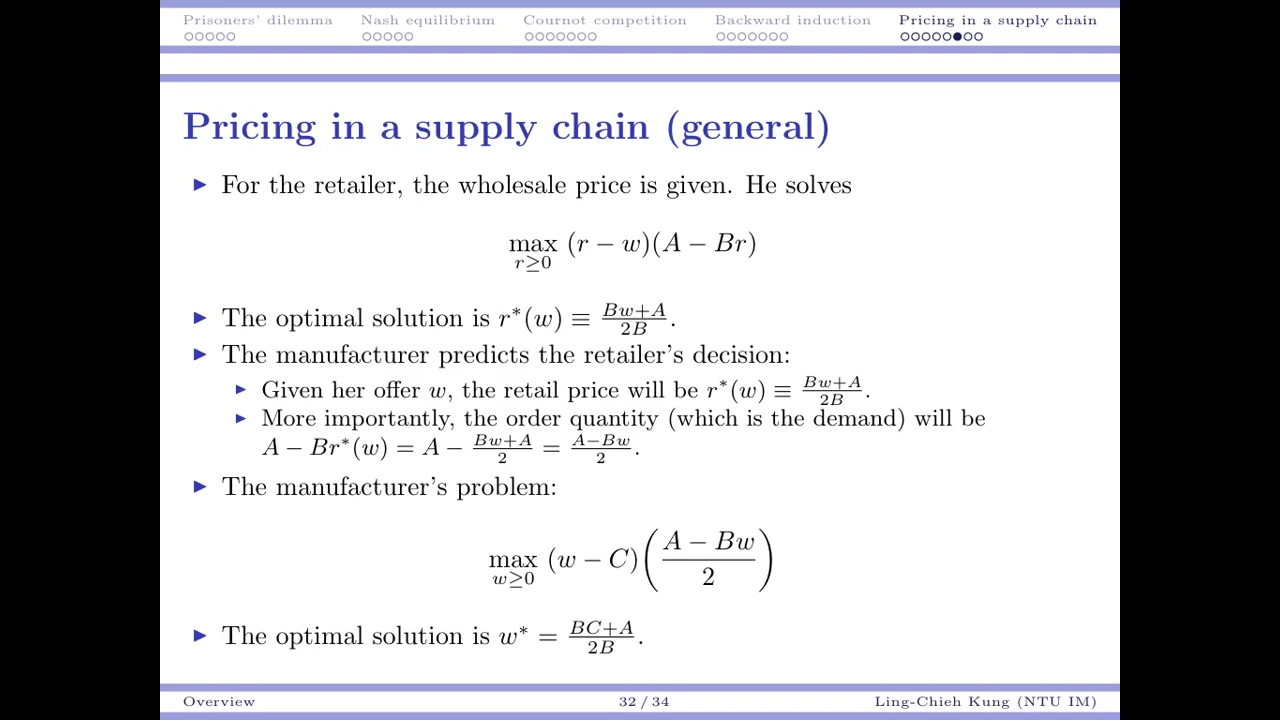 Prisoners' dilemma Nash equilibrium Cournot competition Backward induction Pricing in a supply chain
Pricing in a supply chain (general)
▶ For the retailer, the wholesale price is given. He solves
max (r − w)(A − Br)
r≥0
▶ The optimal solution is r*(w) ≡ Bw+A / 2B.
▶ The manufacturer predicts the retailer's decision:
▶ Given her offer w, the retail price will be r*(w) ≡ Bw+A / 2B.
▶ More importantly, the order quantity (which is the demand) will be
A − Br*(w) = A − Bw+A / 2 = A−Bw / 2.
▶ The manufacturer's problem:
max (w − C)(A − Bw / 2)
w≥0
▶ The optimal solution is w* = BC+A / 2B.
Overview 32 / 34 Ling-Chieh Kung (NTU IM)